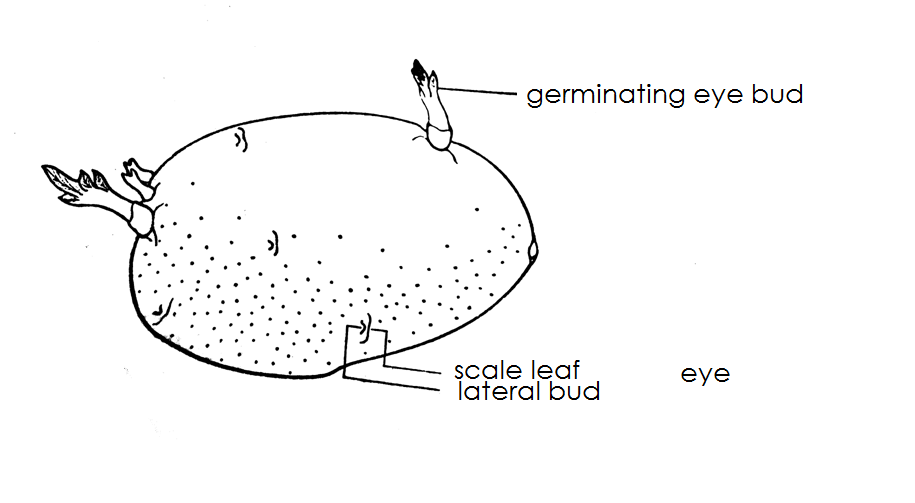 germinating eye bud
scale leaf
eye
lateral bud